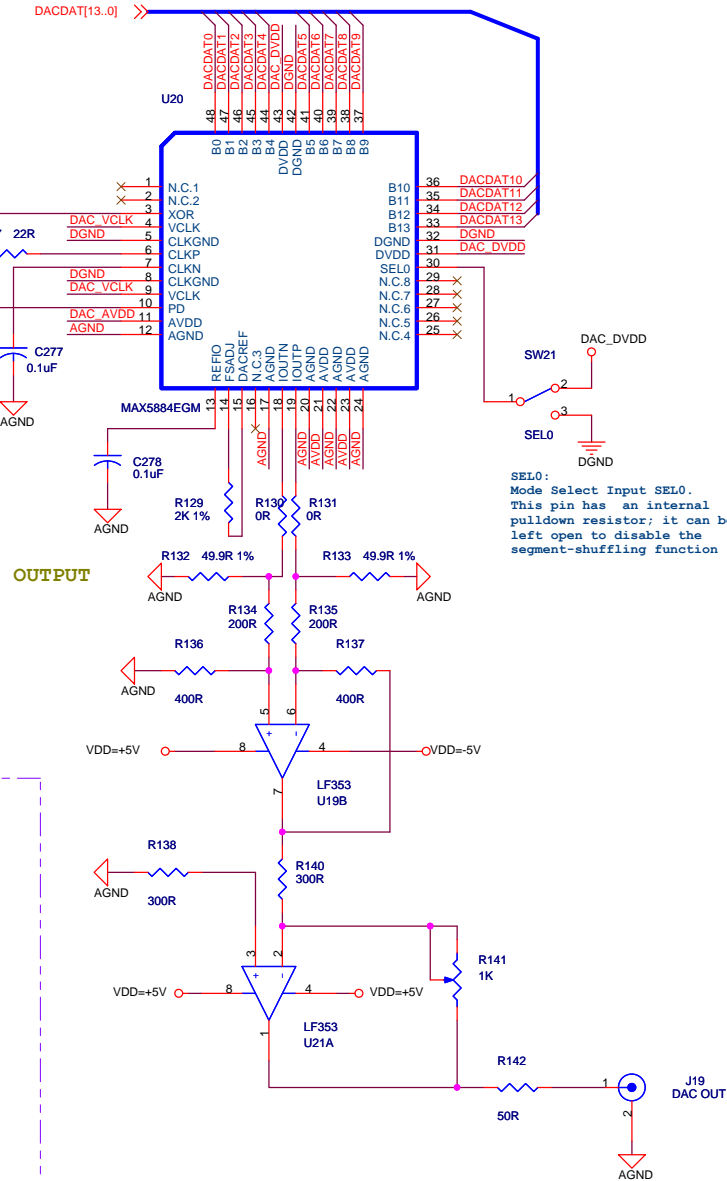 DACDAT[13..0]
DACDAT0
DACDAT1
DACDAT2
DACDAT3
DACDAT4
DAC_DVDD
DGND
DACDAT5
DACDAT6
DACDAT7
DACDAT8
DACDAT9
U20
48
47
46
45
44
43
42
41
40
39
38
37
B0
B1
B2
B3
B4
DVDD
DGND
B5
B6
B7
B8
B9
1 N.C.1
2 N.C.2
3 XOR
DAC_VCLK 4 VCLK
DGND 5 CLKGND
22R 6 CLKP
7 CLKN
DGND 8 CLKGND
DAC_VCLK 9 VCLK
10 PD
DAC_AVDD 11 AVDD
AGND 12 AGND
B10 36 DACDAT10
B11 35 DACDAT11
B12 34 DACDAT12
B13 33 DACDAT13
DGND 32 DGND
DVDD 31 DAC_DVDD
SEL0 30
N.C.8 29
N.C.7 28
N.C.6 27
N.C.5 26
N.C.4 25
REFIO
FSADJ
DACREF
N.C.3
AGND
IOUTN
IOUTP
AGND
AVDD
AGND
AVDD
AGND
MAX5884EGM
13
14
15
16
17
18
19
20
21
22
23
24
AGND
AGND
AVDD
AGND
AVDD
AGND
C277
0.1uF
AGND
C278
0.1uF
AGND
DAC_DVDD
SW21
1
2
3
SEL0
DGND
SEL0:
Mode Select Input SEL0.
This pin has an internal
pulldown resistor; it can b
left open to disable the
segment-shuffling function
R129
2K 1%
R130
0R
R131
0R
OUTPUT
R132 49.9R 1%
AGND
R133 49.9R 1%
AGND
R134
200R
R135
200R
R136
400R
AGND
R137
400R
5
6
+ -
VDD=+5V 8
4 VDD=-5V
7
LF353
U19B
R138
300R
AGND
R140
300R
3
2
+ -
VDD=+5V 8
4 VDD=+5V
1
LF353
U21A
R141
1K
R142
50R
1
2
J19
DAC OUT
AGND